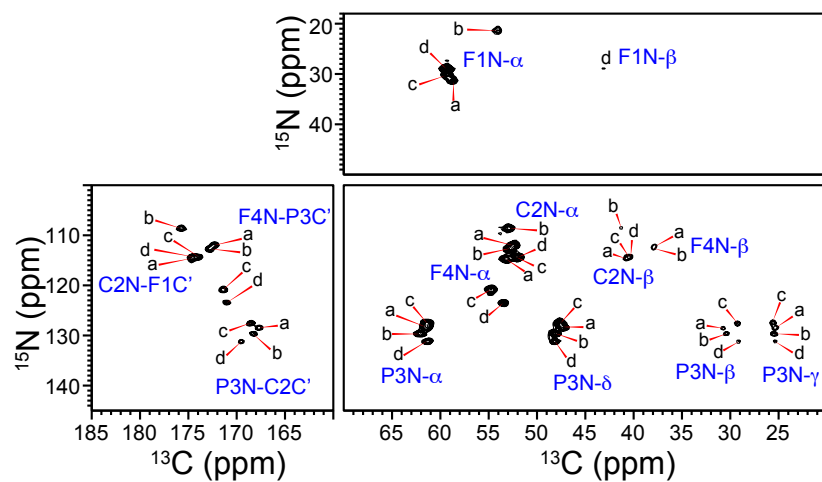 20
30
40
15N (ppm)
b
d
F1N-α
c
a
d
F1N-β
110
120
130
140
15N (ppm)
b
F4N-P3C'
c
a
d
b
a
c
C2N-F1C'
d
c
a
d
b
P3N-C2C'
185 180 175 170 165
13C (ppm)
C2N-α
b
a
b
d
c
a
F4N-α
c
d
b
a
d
a
b
C2N-β
c
F4N-β
c
a
b
d
P3N-α
c
a
b
d
P3N-δ
c
a
b
d
P3N-β
c
a
b
d
P3N-γ
65 60 55 50 45 40 35 30 25
13C (ppm)